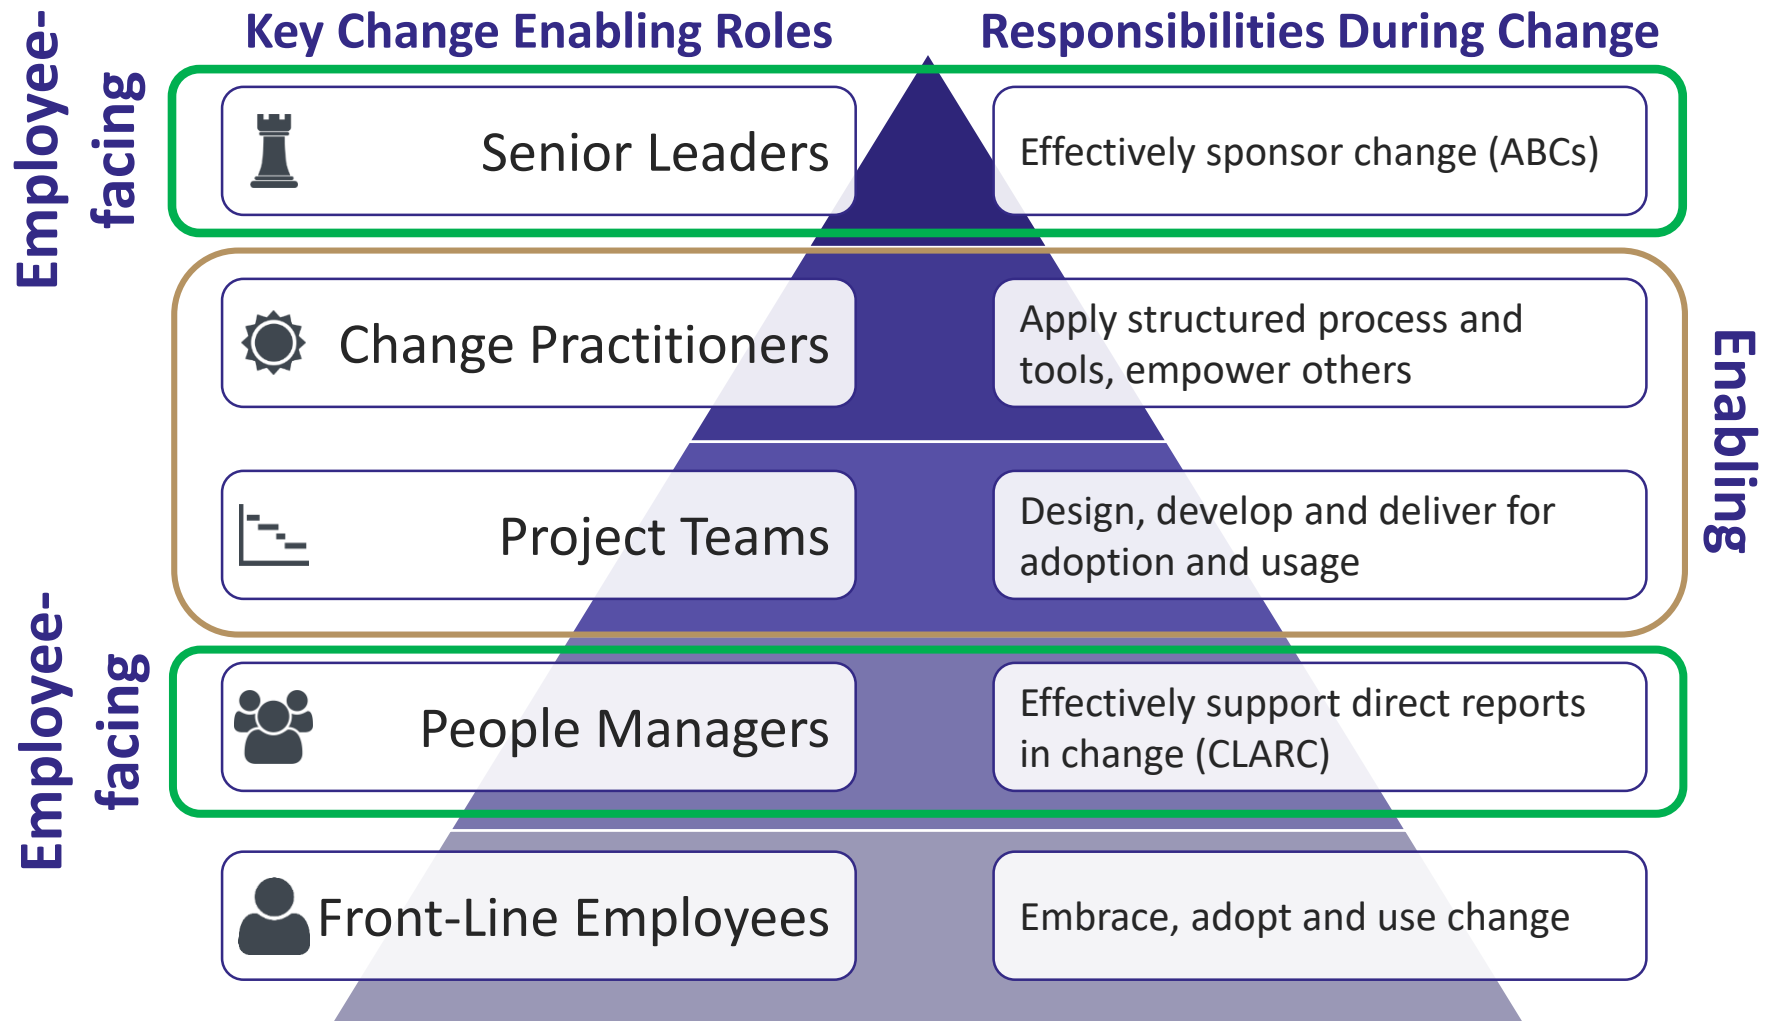 Key Change Enabling Roles
Responsibilities During Change
Employee-
facing
Senior Leaders
Effectively sponsor change (ABCs)
Change Practitioners
Apply structured process and
tools, empower others
Enabling
Project Teams
Design, develop and deliver for
adoption and usage
Employee-
facing
People Managers
Effectively support direct reports
in change (CLARC)
Front-Line Employees
Embrace, adopt and use change